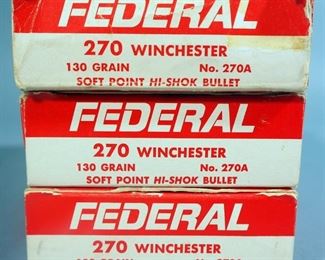 FEDERAL
270 WINCHESTER
130 GRAIN No. 270A
SOFT POINT HI-SHOK BULLET
FEDERAL
270 WINCHESTER
130 GRAIN No. 270A
SOFT POINT HI-SHOK BULLET
FEDERAL
270 WINCHESTER